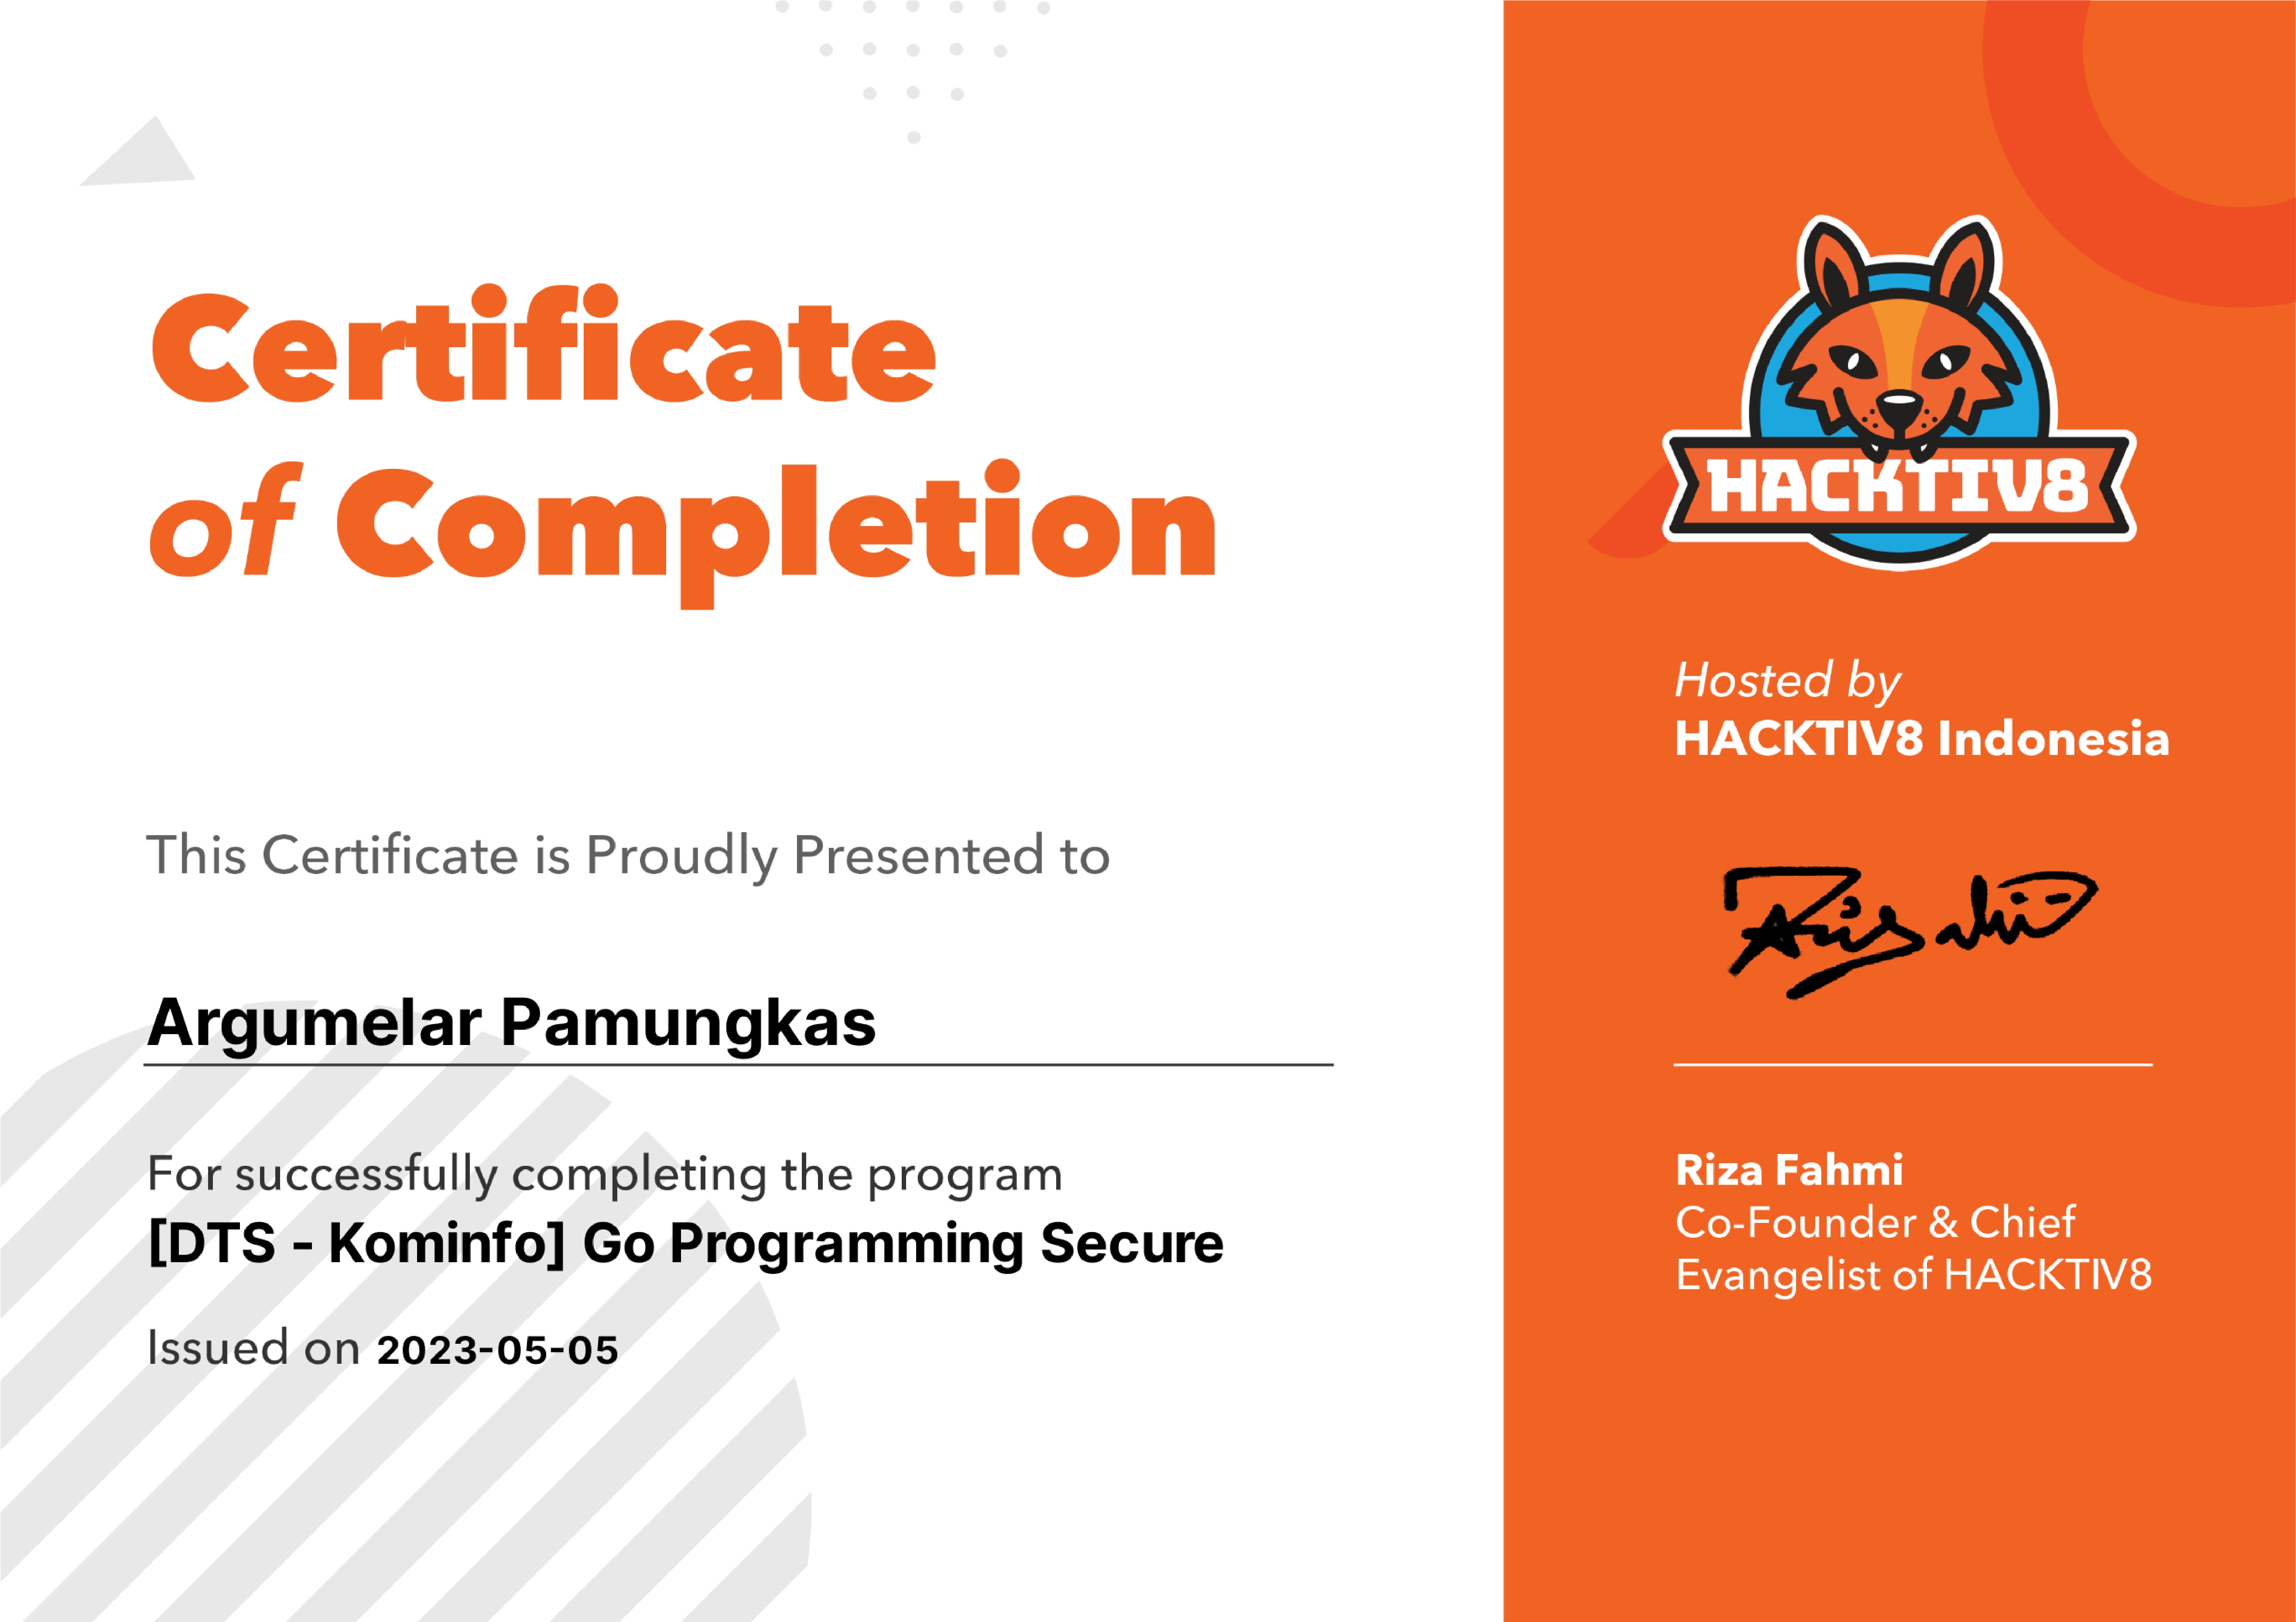 Certificate
of Completion
This Certificate is Proudly Presented to
Argumelar Pamungkas
For successfully completing the program
[DTS - Kominfo] Go Programming Secure
Issued on 2023-05-05
HACKTIV8
Hosted by
HACKTIV8 Indonesia
Riza Fahmi
Co-Founder & Chief
Evangelist of HACKTIV8